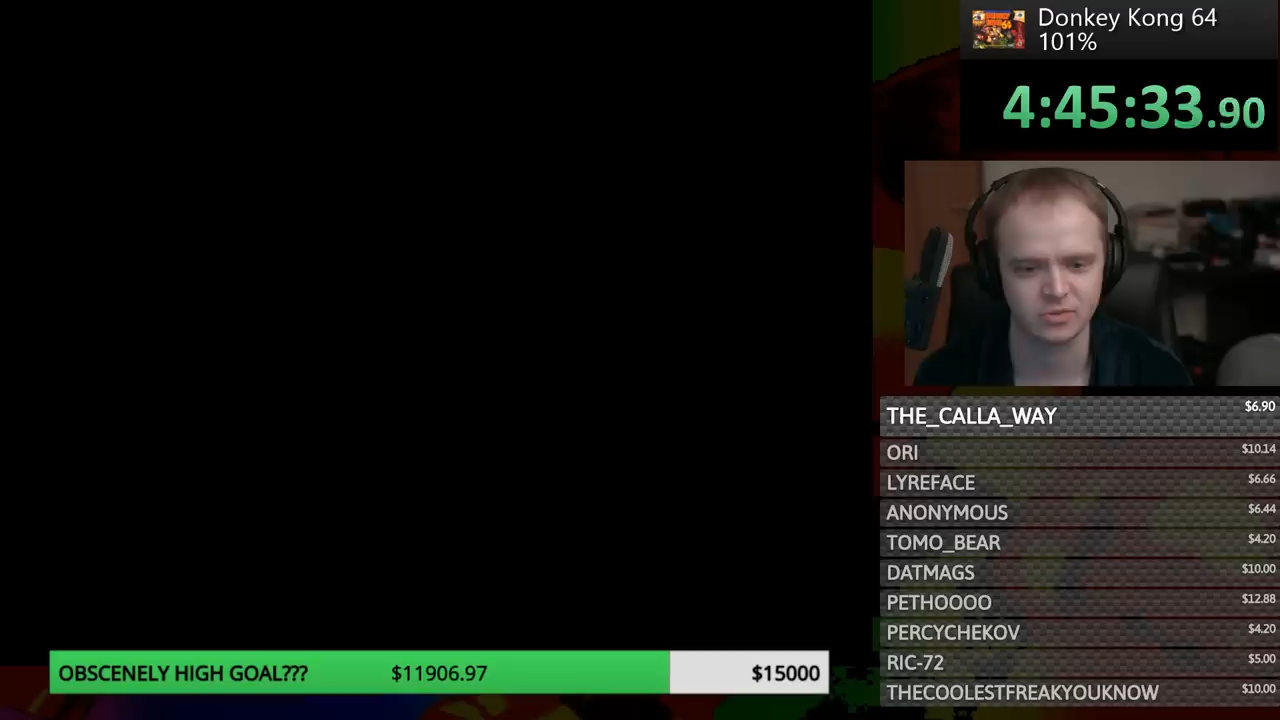 Donkey Kong 64
101%
4:45:33.90
THE_CALLA_WAY $6.90
ORI $10.14
LYREFACE $6.66
ANONYMOUS $6.44
TOMO_BEAR $4.20
DATMAGS $10.00
PETHOOOO $12.88
PERCYCHEKOV $4.20
RIC-72 $5.00
THECOOLESTFREAKYOUKNOW $10.00
OBSCENELY HIGH GOAL??? $11906.97 $15000